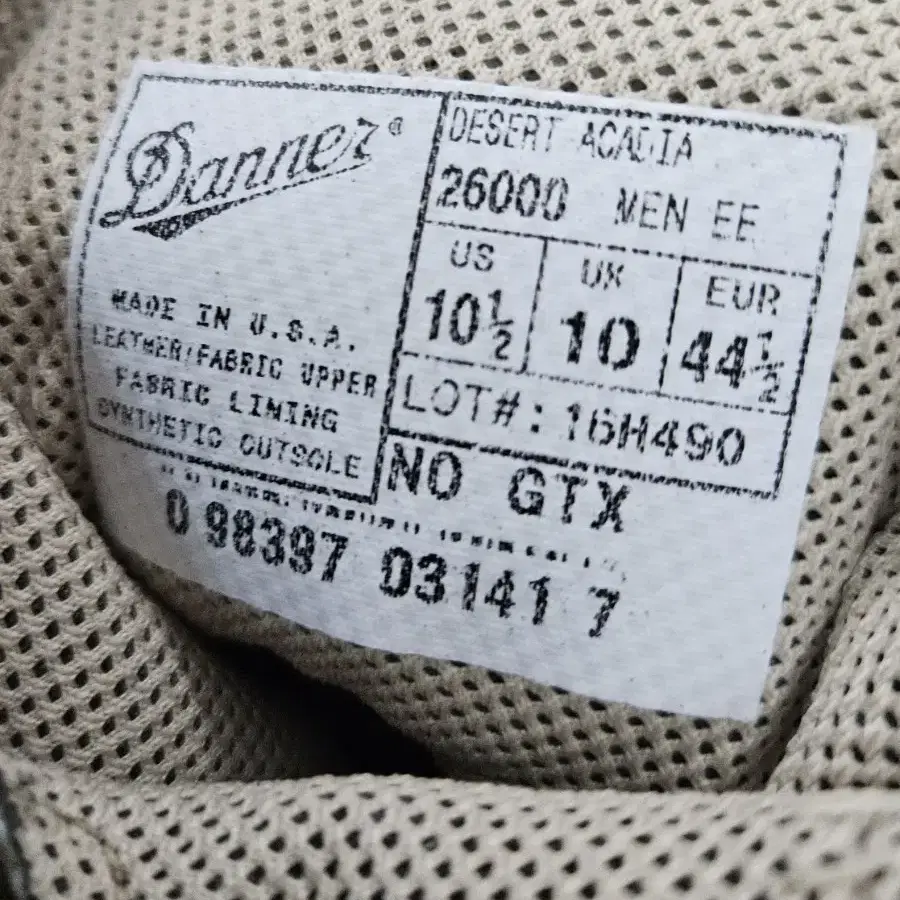 Danner®
MADE IN U.S.A.
LEATHER/FABRIC UPPER
FABRIC LINING
SYNTHETIC OUTSOLE
DESERT ACADIA
26000 MEN EE
US UK EUR
10½ 10 44½
LOT#: 16H490
NO GTX
0 98397 03141 7